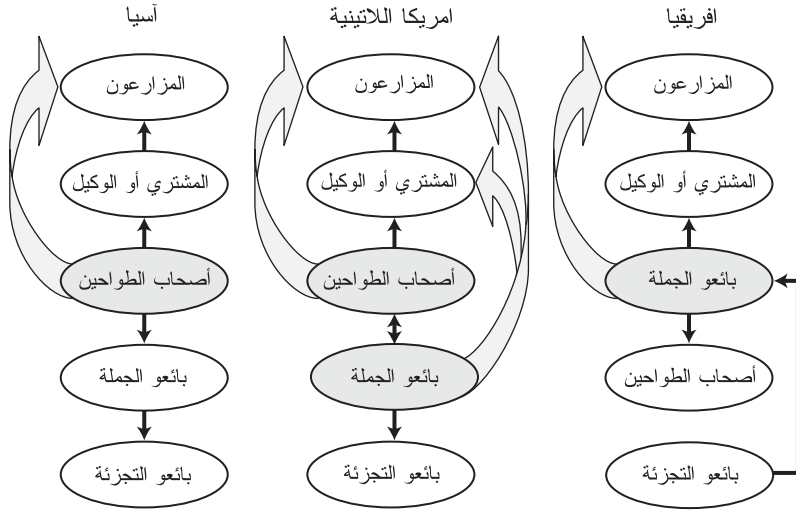 افريقيا
المزارعون
المشتري أو الوكيل
بائعو الجملة
أصحاب الطواحين
بائعو التجزئة
امريكا اللاتينية
المزارعون
المشتري أو الوكيل
أصحاب الطواحين
بائعو الجملة
بائعو التجزئة
آسيا
المزارعون
المشتري أو الوكيل
أصحاب الطواحين
بائعو الجملة
بائعو التجزئة